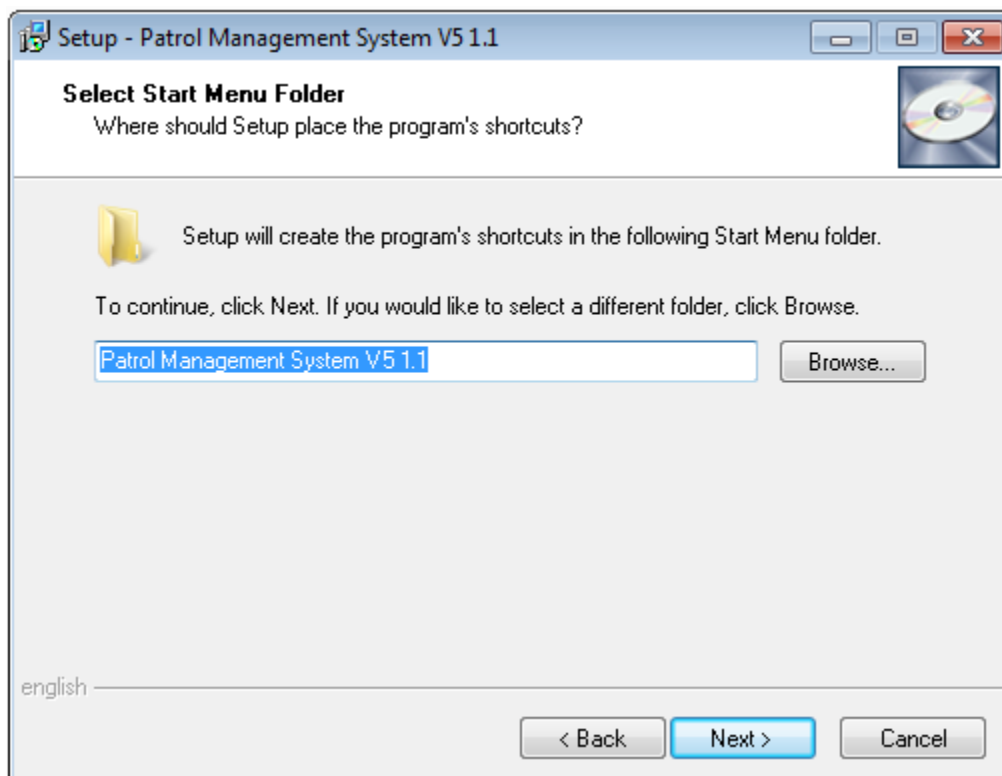 Setup - Patrol Management System V5 1.1
Select Start Menu Folder
Where should Setup place the program's shortcuts?
Setup will create the program's shortcuts in the following Start Menu folder.
To continue, click Next. If you would like to select a different folder, click Browse.
Patrol Management System V5 1.1
Browse...
english
< Back
Next >
Cancel